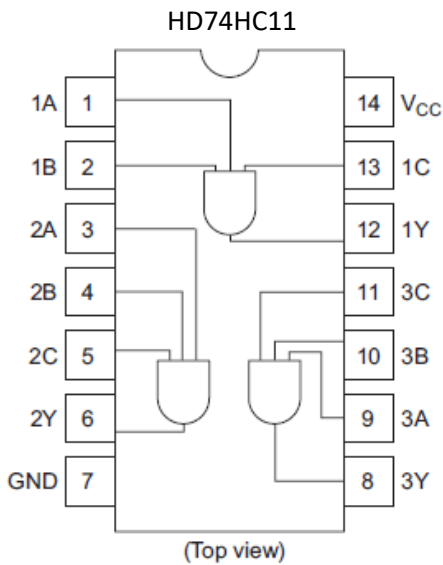 HD74HC11
1A 1 14 VCC
1B 2 13 1C
2A 3 12 1Y
2B 4 11 3C
2C 5 10 3B
2Y 6 9 3A
GND 7 8 3Y
(Top view)